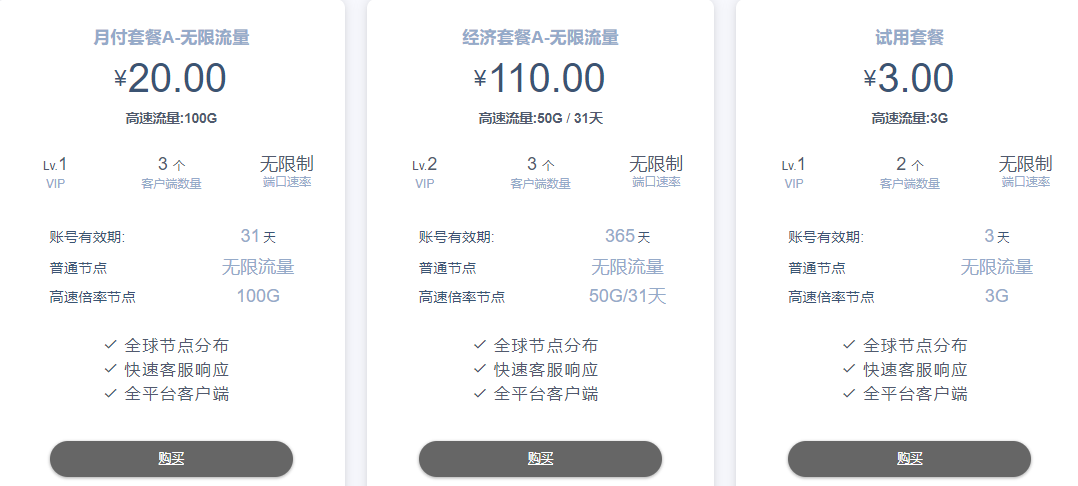 月付套餐A-无限流量
¥20.00
高速流量:100G
Lv.1
VIP
3 个
客户端数量
无限制
端口速率
账号有效期: 31 天
普通节点 无限流量
高速倍率节点 100G
全球节点分布
快速客服响应
全平台客户端
购买
经济套餐A-无限流量
¥110.00
高速流量:50G / 31天
Lv.2
VIP
3 个
客户端数量
无限制
端口速率
账号有效期: 365 天
普通节点 无限流量
高速倍率节点 50G/31天
全球节点分布
快速客服响应
全平台客户端
购买
试用套餐
¥3.00
高速流量:3G
Lv.1
VIP
2 个
客户端数量
无限制
端口速率
账号有效期: 3 天
普通节点 无限流量
高速倍率节点 3G
全球节点分布
快速客服响应
全平台客户端
购买